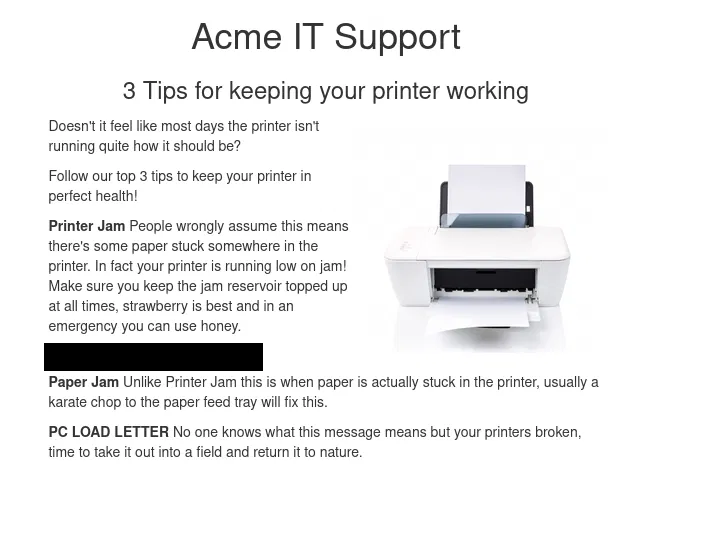 Acme IT Support
3 Tips for keeping your printer working
Doesn't it feel like most days the printer isn't
running quite how it should be?
Follow our top 3 tips to keep your printer in
perfect health!
Printer Jam People wrongly assume this means
there's some paper stuck somewhere in the
printer. In fact your printer is running low on jam!
Make sure you keep the jam reservoir topped up
at all times, strawberry is best and in an
emergency you can use honey.
Paper Jam Unlike Printer Jam this is when paper is actually stuck in the printer, usually a
karate chop to the paper feed tray will fix this.
PC LOAD LETTER No one knows what this message means but your printers broken,
time to take it out into a field and return it to nature.